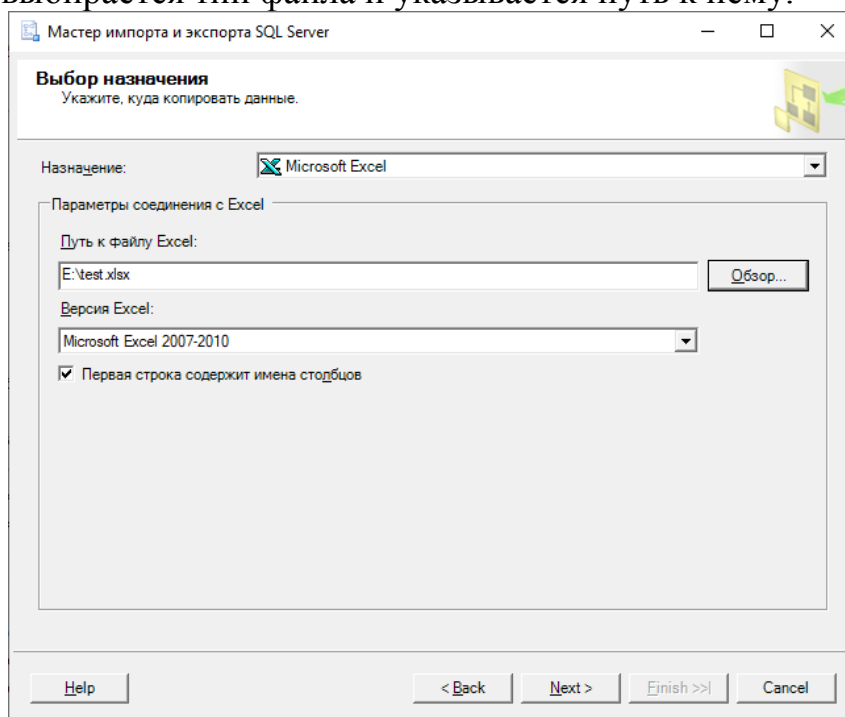 выбирается тип файла и указывается путь к нему.
Мастер импорта и экспорта SQL Server
Выбор назначения
Укажите, куда копировать данные.
Назначение:
Microsoft Excel
Параметры соединения с Excel
Путь к файлу Excel:
E:\test.xlsx
Обзор...
Версия Excel:
Microsoft Excel 2007-2010
Первая строка содержит имена столбцов
Help
< Back
Next >
Finish >>|
Cancel